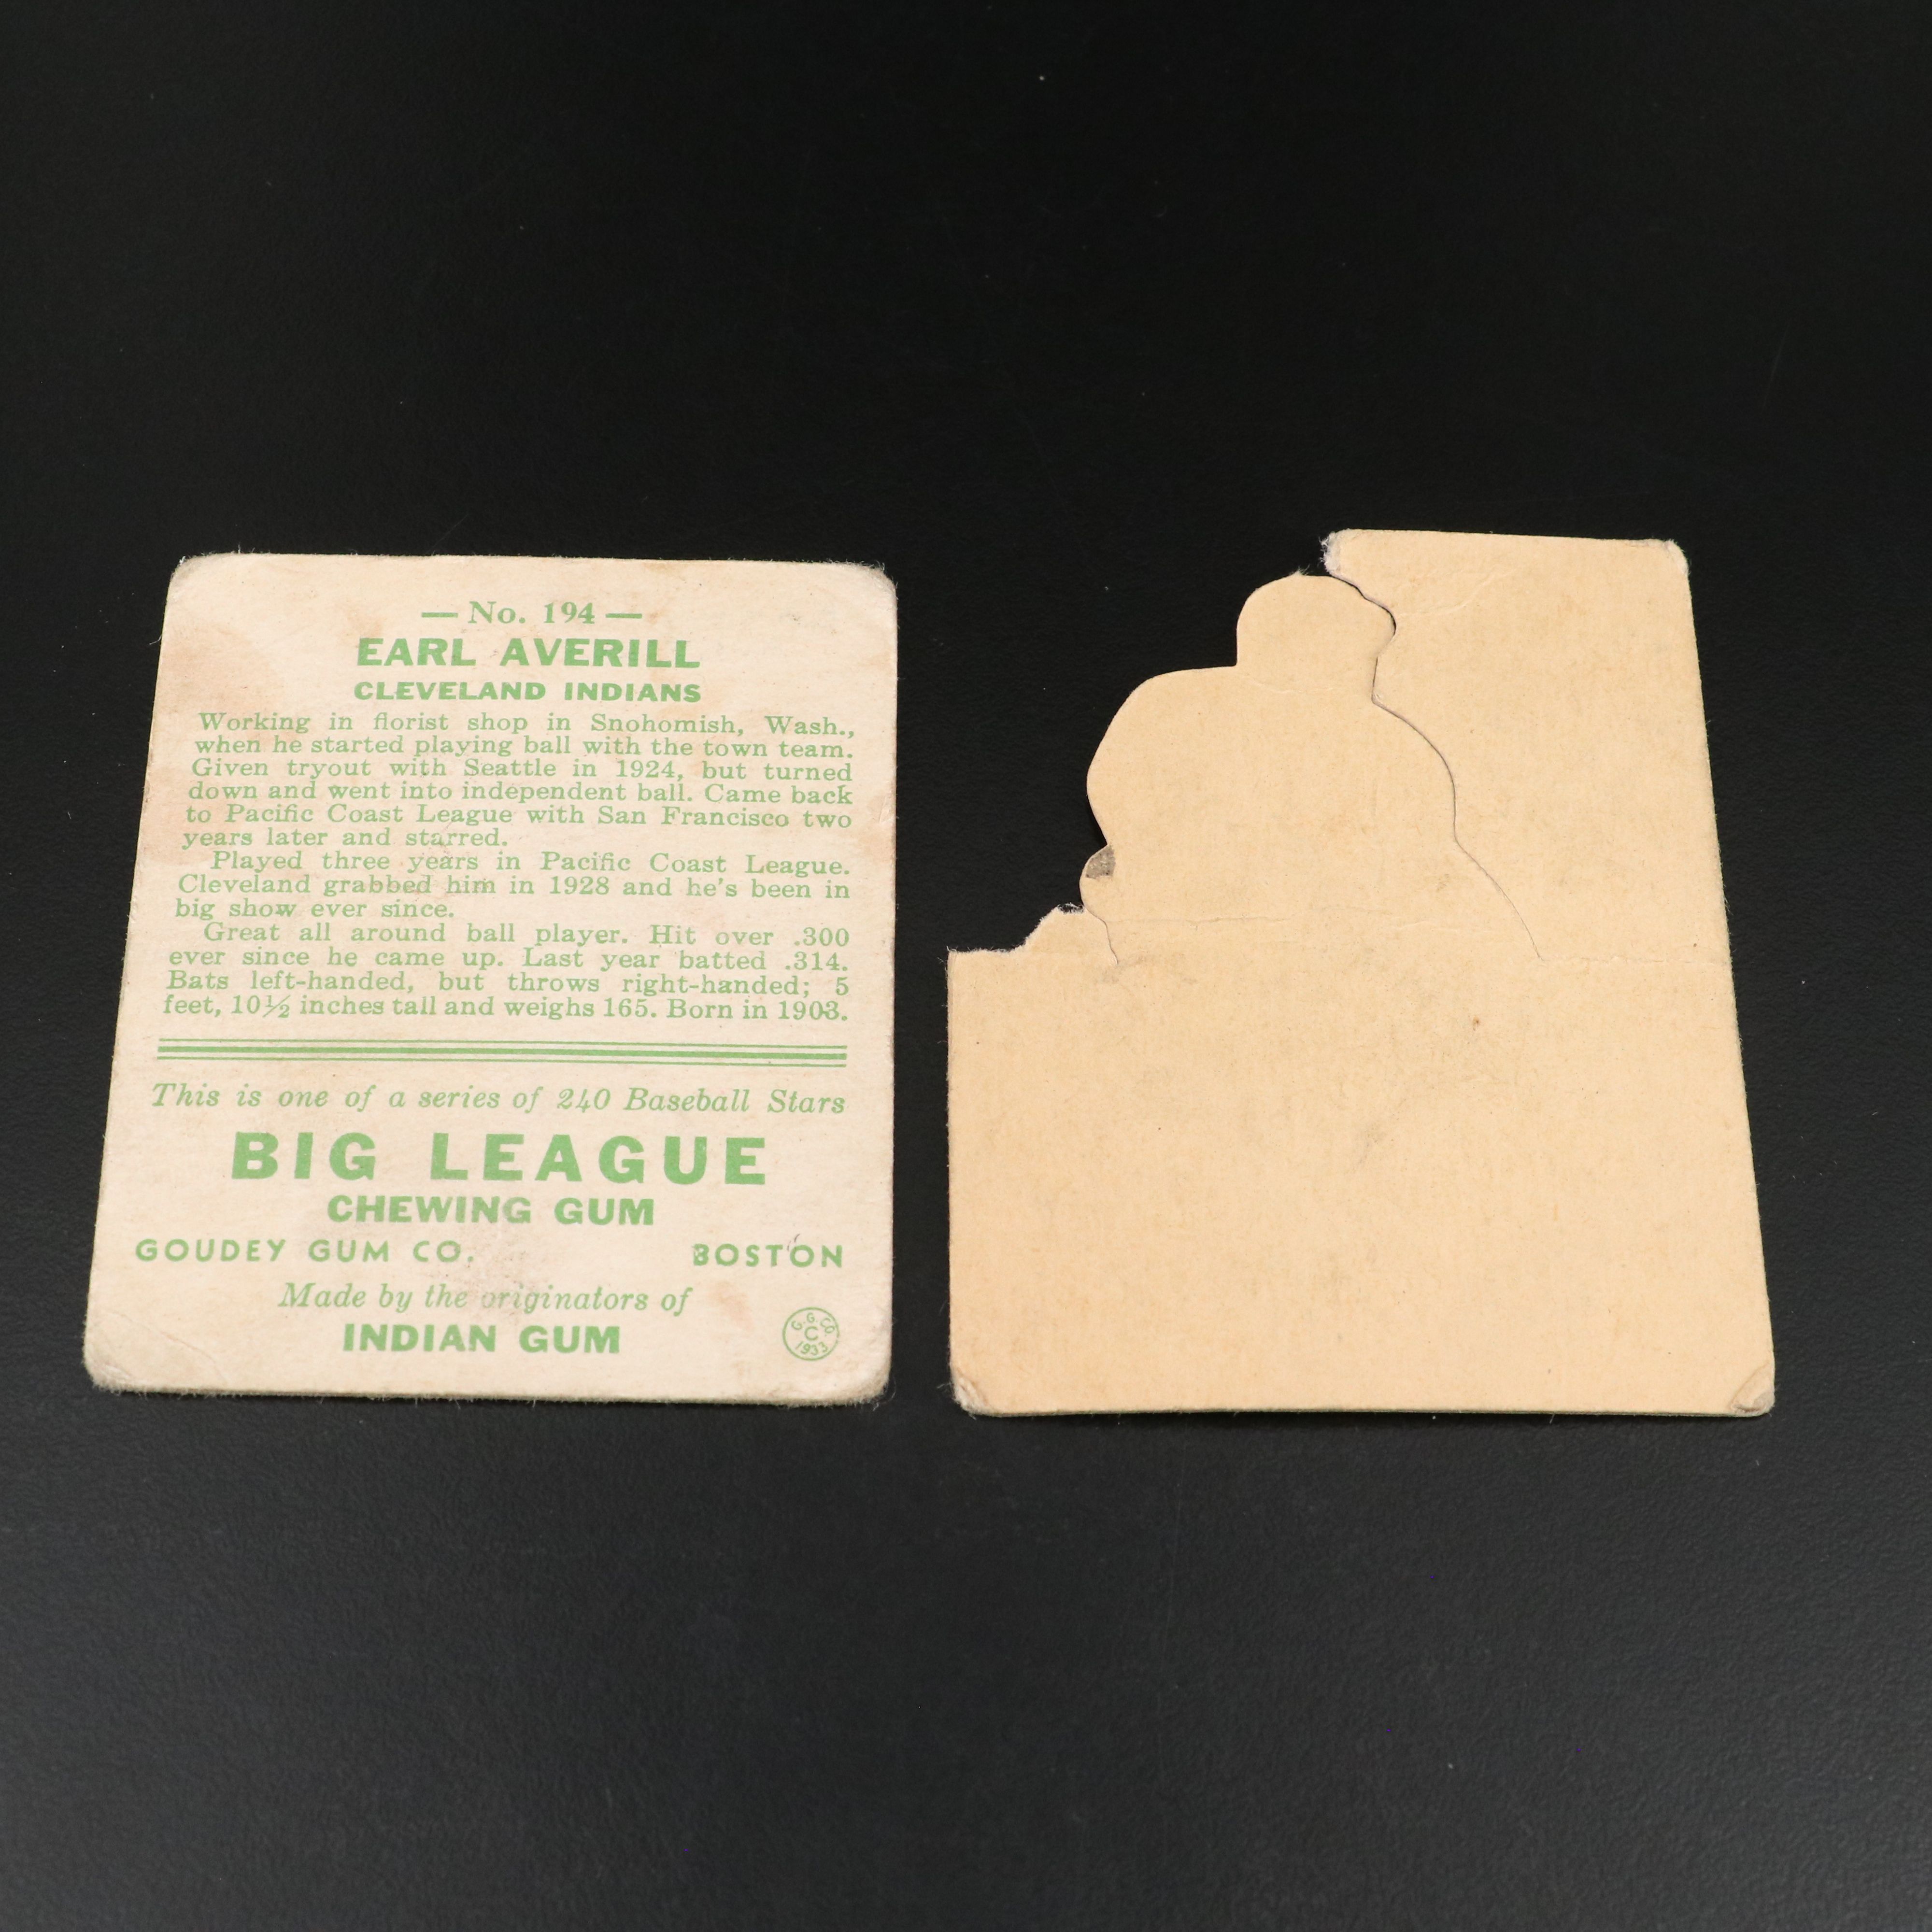 — No. 194 —
EARL AVERILL
CLEVELAND INDIANS
Working in florist shop in Snohomish, Wash.,
when he started playing ball with the town team.
Given tryout with Seattle in 1924, but turned
down and went into independent ball. Came back
to Pacific Coast League with San Francisco two
years later and starred.
Played three years in Pacific Coast League.
Cleveland grabbed him in 1928 and he's been in
big show ever since.
Great all around ball player. Hit over .300
ever since he came up. Last year batted .314.
Bats left-handed, but throws right-handed; 5
feet, 10½ inches tall and weighs 165. Born in 1903.
This is one of a series of 240 Baseball Stars
BIG LEAGUE
CHEWING GUM
GOUDEY GUM CO. BOSTON
Made by the originators of
INDIAN GUM
G. G. CO.
C
1933